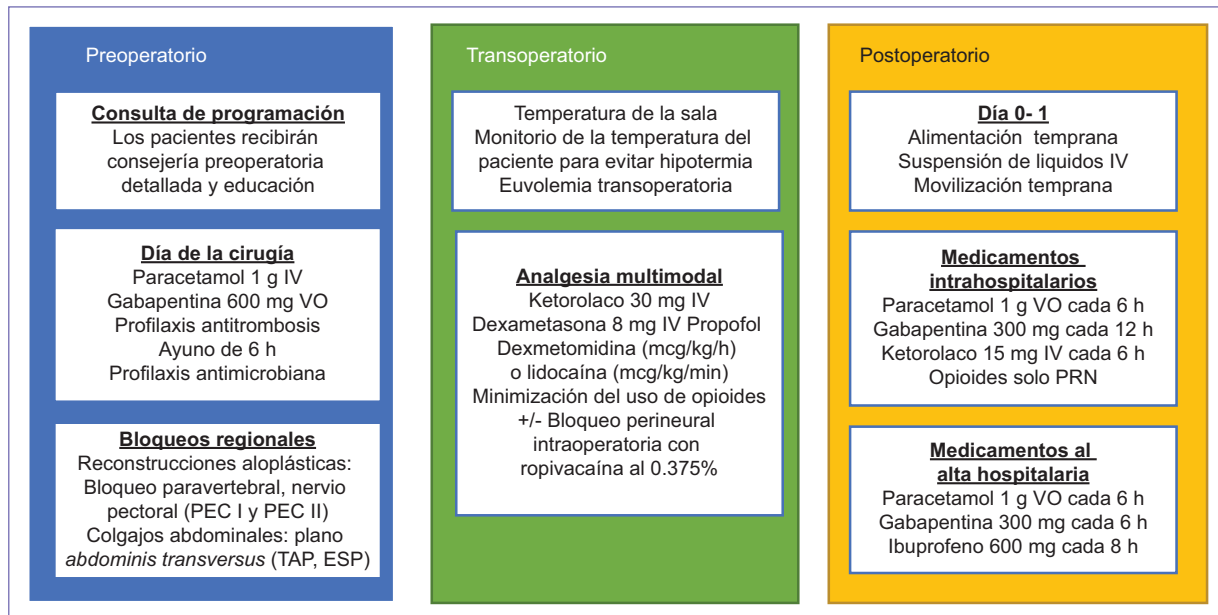 Preoperatorio
Consulta de programación
Los pacientes recibirán
consejería preoperatoria
detallada y educación
Día de la cirugía
Paracetamol 1 g IV
Gabapentina 600 mg VO
Profilaxis antitrombosis
Ayuno de 6 h
Profilaxis antimicrobiana
Bloqueos regionales
Reconstrucciones aloplásticas:
Bloqueo paravertebral, nervio
pectoral (PEC I y PEC II)
Colgajos abdominales: plano
abdominis transversus (TAP, ESP)
Transoperatorio
Temperatura de la sala
Monitorio de la temperatura del
paciente para evitar hipotermia
Euvolemia transoperatoria
Analgesia multimodal
Ketorolaco 30 mg IV
Dexametasona 8 mg IV Propofol
Dexmetomidina (mcg/kg/h)
o lidocaína (mcg/kg/min)
Minimización del uso de opioides
+/- Bloqueo perineural
intraoperatoria con
ropivacaína al 0.375%
Postoperatorio
Día 0- 1
Alimentación temprana
Suspensión de liquidos IV
Movilización temprana
Medicamentos
intrahospitalarios
Paracetamol 1 g VO cada 6 h
Gabapentina 300 mg cada 12 h
Ketorolaco 15 mg IV cada 6 h
Opioides solo PRN
Medicamentos al
alta hospitalaria
Paracetamol 1 g VO cada 6 h
Gabapentina 300 mg cada 6 h
Ibuprofeno 600 mg cada 8 h